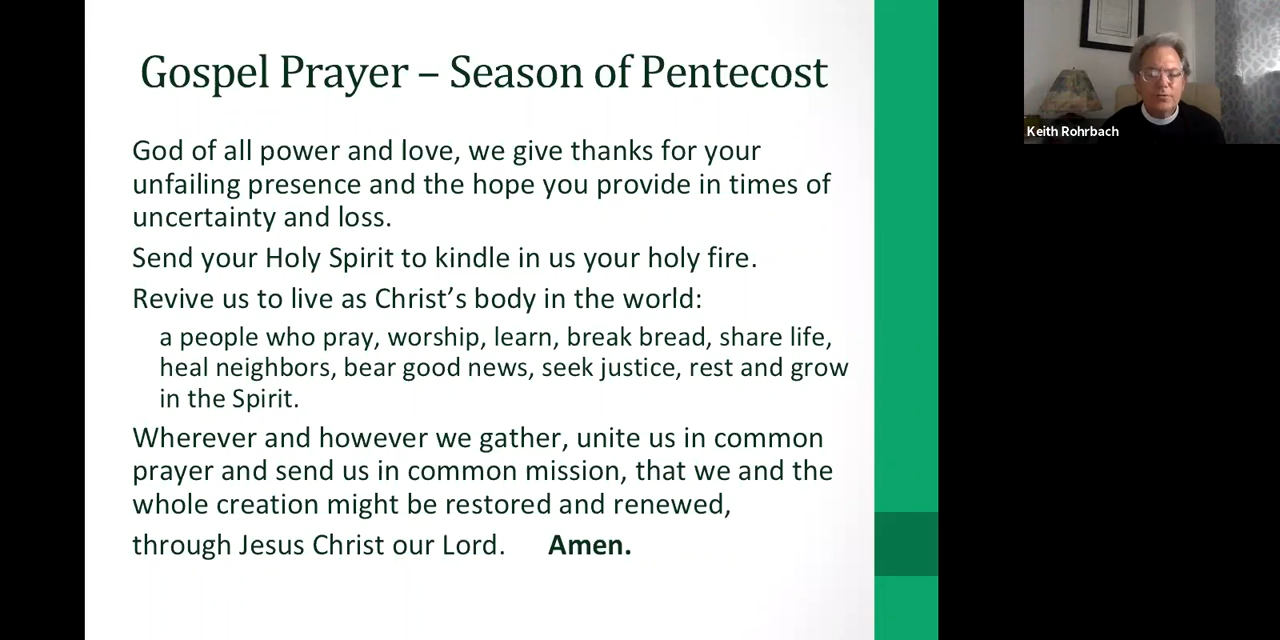 Gospel Prayer – Season of Pentecost
God of all power and love, we give thanks for your
unfailing presence and the hope you provide in times of
uncertainty and loss.
Send your Holy Spirit to kindle in us your holy fire.
Revive us to live as Christ’s body in the world:
a people who pray, worship, learn, break bread, share life,
heal neighbors, bear good news, seek justice, rest and grow
in the Spirit.
Wherever and however we gather, unite us in common
prayer and send us in common mission, that we and the
whole creation might be restored and renewed,
through Jesus Christ our Lord. Amen.
Keith Rohrbach